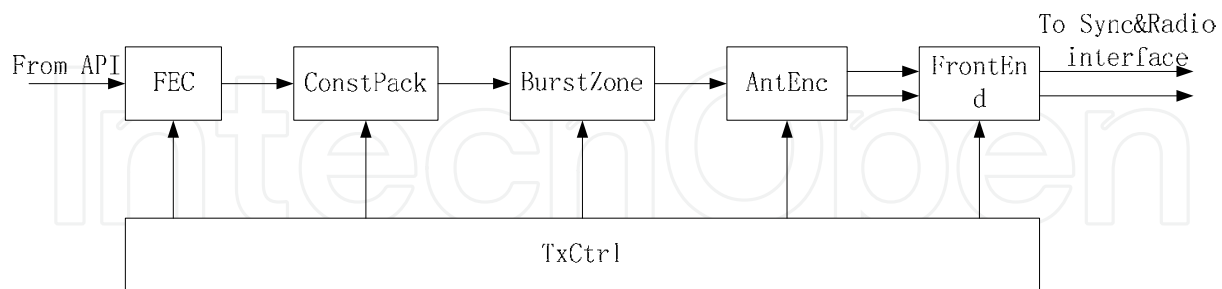 To Sync&Radio
interface
From API
FEC
ConstPack
BurstZone
AntEnc
FrontEn
d
TxCtrl
IntechOpen